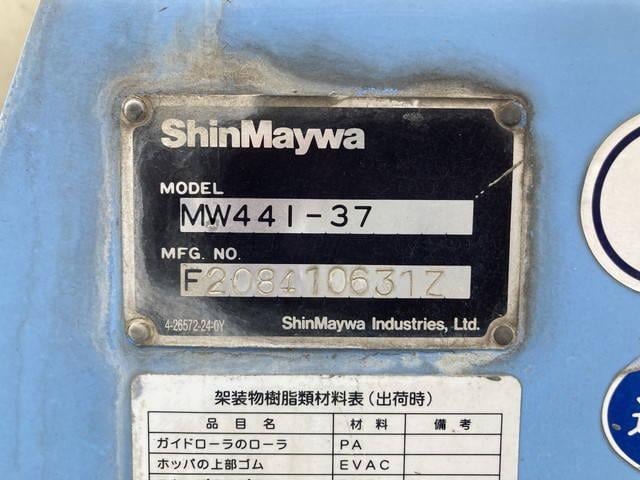 ShinMaywa
MODEL
MW441-37
MFG. NO.
F208410631Z
4-26572-24:0Y ShinMaywa Industries, Ltd.
架装物樹脂類材料表(出荷時)
品目名 材料 備考
ガイドローラのローラ PA
ホッパの上部ゴム EVAC